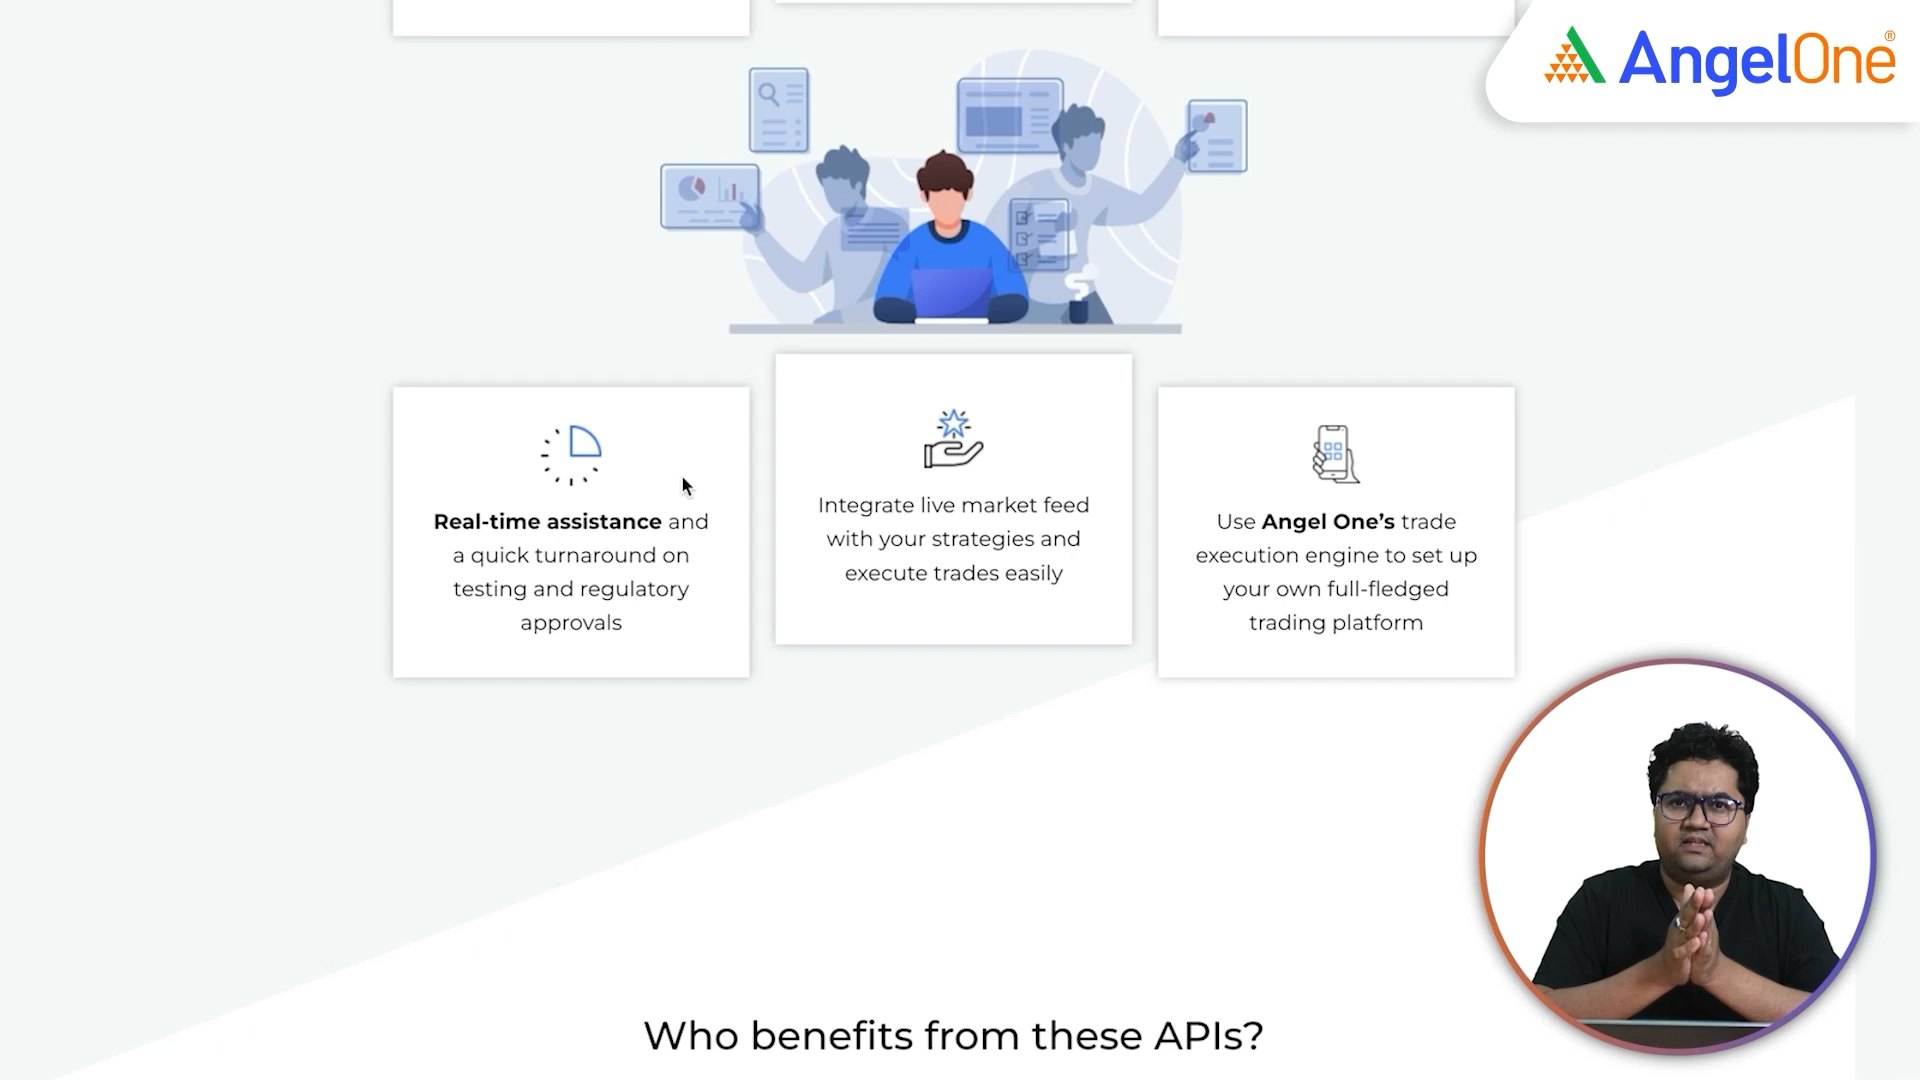 AngelOne®
Real-time assistance and
a quick turnaround on
testing and regulatory
approvals
Integrate live market feed
with your strategies and
execute trades easily
Use Angel One’s trade
execution engine to set up
your own full-fledged
trading platform
Who benefits from these APIs?